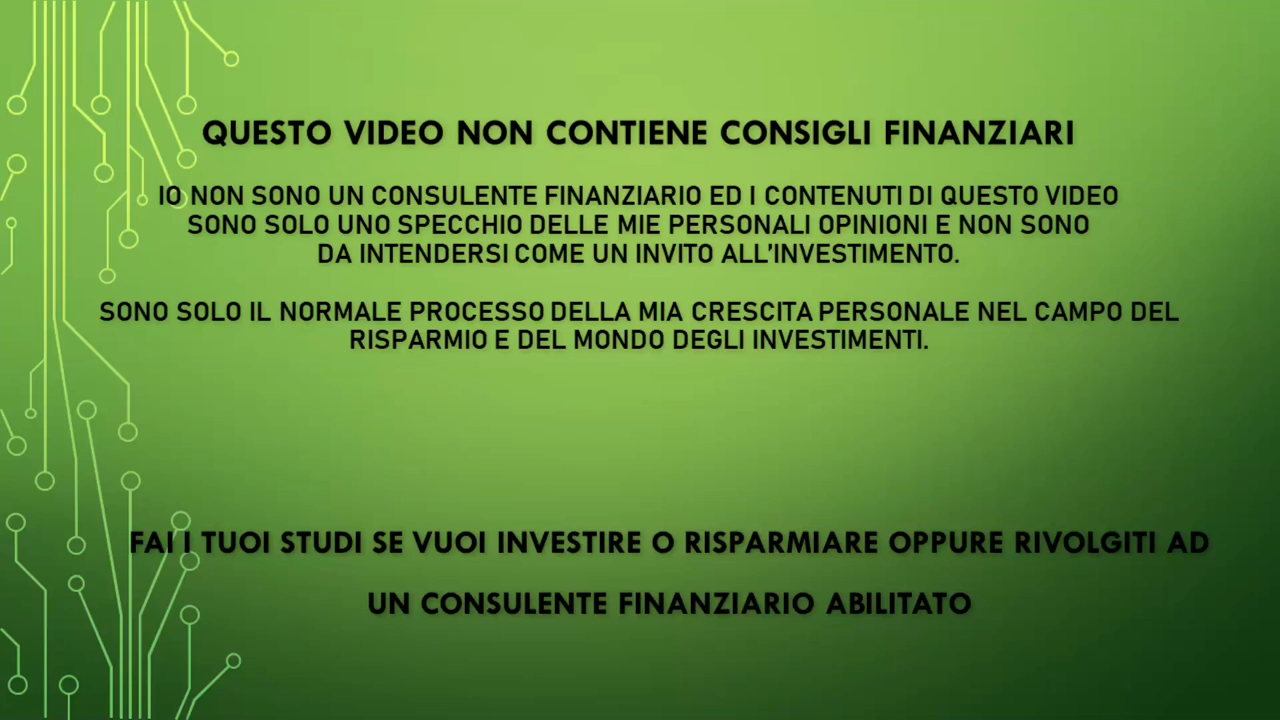 QUESTO VIDEO NON CONTIENE CONSIGLI FINANZIARI
IO NON SONO UN CONSULENTE FINANZIARIO ED I CONTENUTI DI QUESTO VIDEO
SONO SOLO UNO SPECCHIO DELLE MIE PERSONALI OPINIONI E NON SONO
DA INTENDERSI COME UN INVITO ALL'INVESTIMENTO.
SONO SOLO IL NORMALE PROCESSO DELLA MIA CRESCITA PERSONALE NEL CAMPO DEL
RISPARMIO E DEL MONDO DEGLI INVESTIMENTI.
FAI I TUOI STUDI SE VUOI INVESTIRE O RISPARMIARE OPPURE RIVOLGITI AD
UN CONSULENTE FINANZIARIO ABILITATO